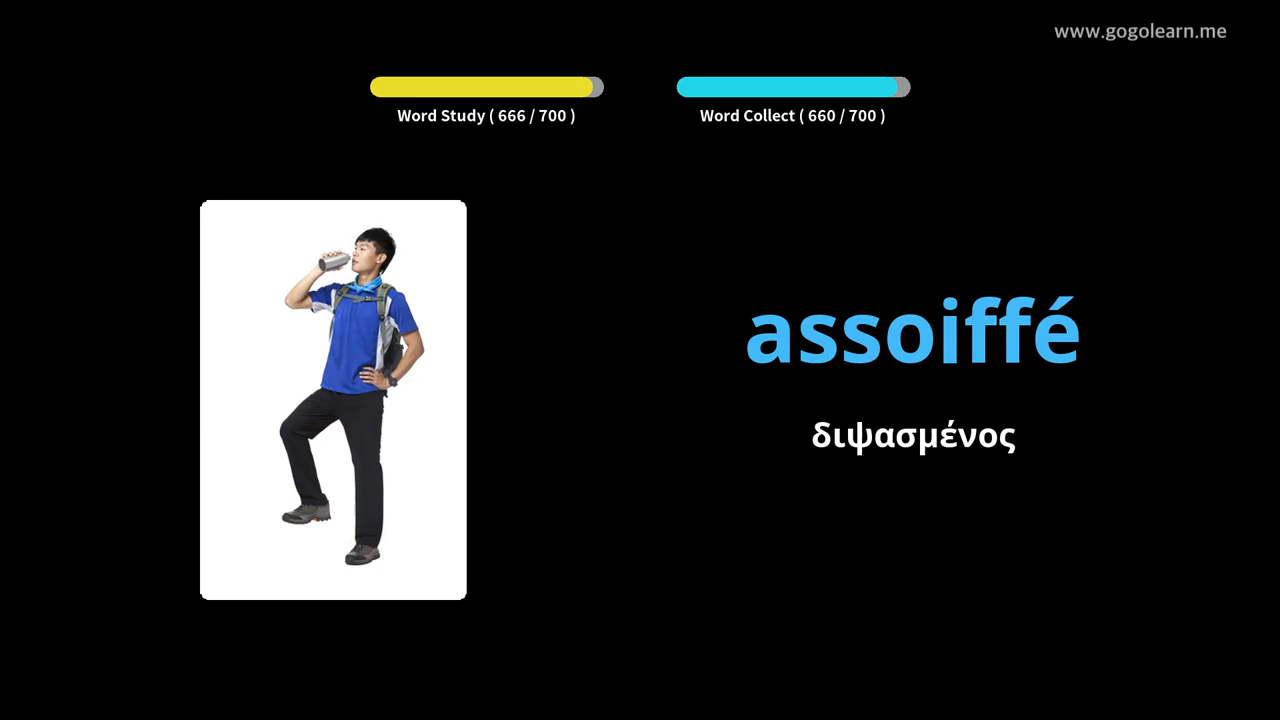 www.gogolearn.me
Word Study ( 666 / 700 )
Word Collect ( 660 / 700 )
assoiffé
διψασμένος